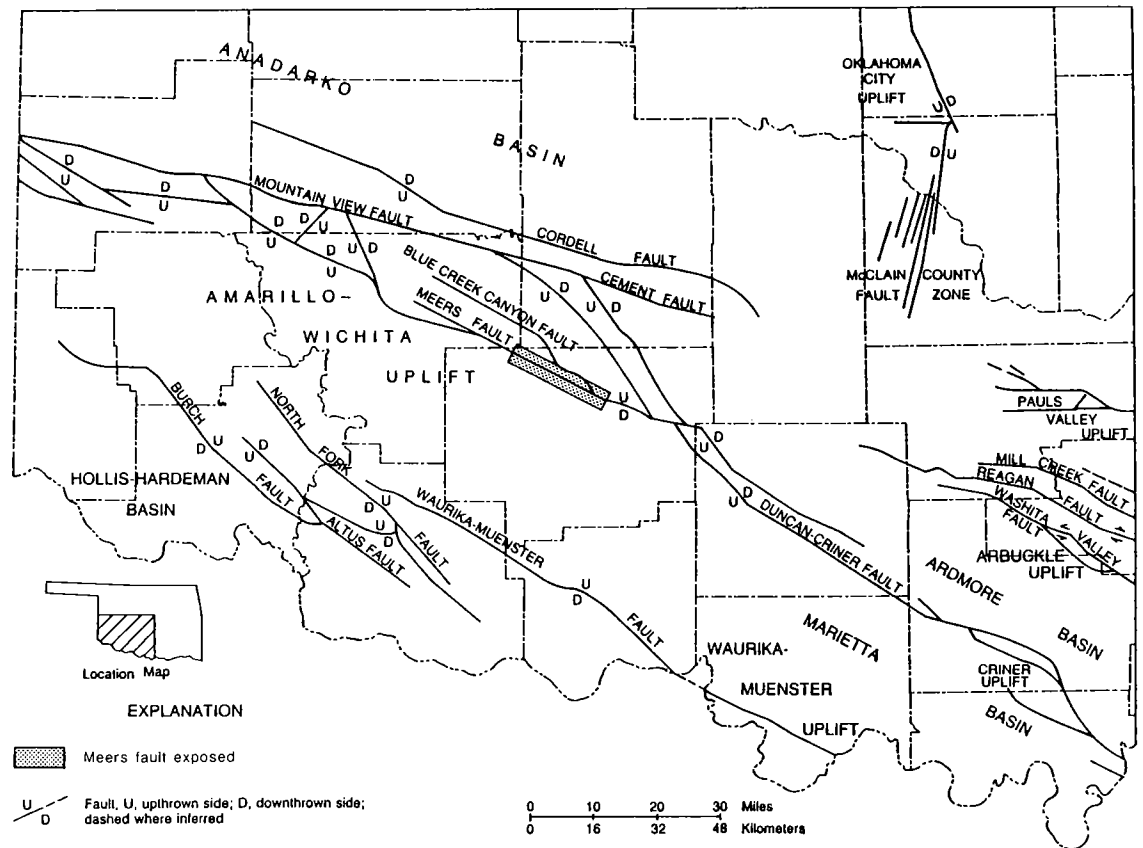 ANADARKO
BASIN
OKLAHOMA
CITY
UPLIFT
U D
D U
McCLAIN COUNTY
FAULT ZONE
D
U
D
U
D
U
MOUNTAIN VIEW FAULT
D D
U
U
D
U D
D
U
CORDELL FAULT
CEMENT FAULT
U D
U D
BLUE CREEK CANYON FAULT
MEERS FAULT
AMARILLO-
WICHITA
UPLIFT
U
D
U D
D
U
DUNCAN-CRINER FAULT
BURCH FAULT
D U
U D
NORTH FORK FAULT
U
D
U
D
ALTUS FAULT
WAURIKA-MUENSTER FAULT
U
D
HOLLIS-HARDEMAN
BASIN
PAULS
VALLEY
UPLIFT
MILL CREEK FAULT
REAGAN FAULT
WASHITA VALLEY
FAULT
ARBUCKLE
UPLIFT
ARDMORE
BASIN
MARIETTA
BASIN
CRINER
UPLIFT
WAURIKA-
MUENSTER
UPLIFT
Location Map
EXPLANATION
Meers fault exposed
U
D
Fault, U, upthrown side; D, downthrown side;
dashed where inferred
0 10 20 30 Miles
0 16 32 48 Kilometers